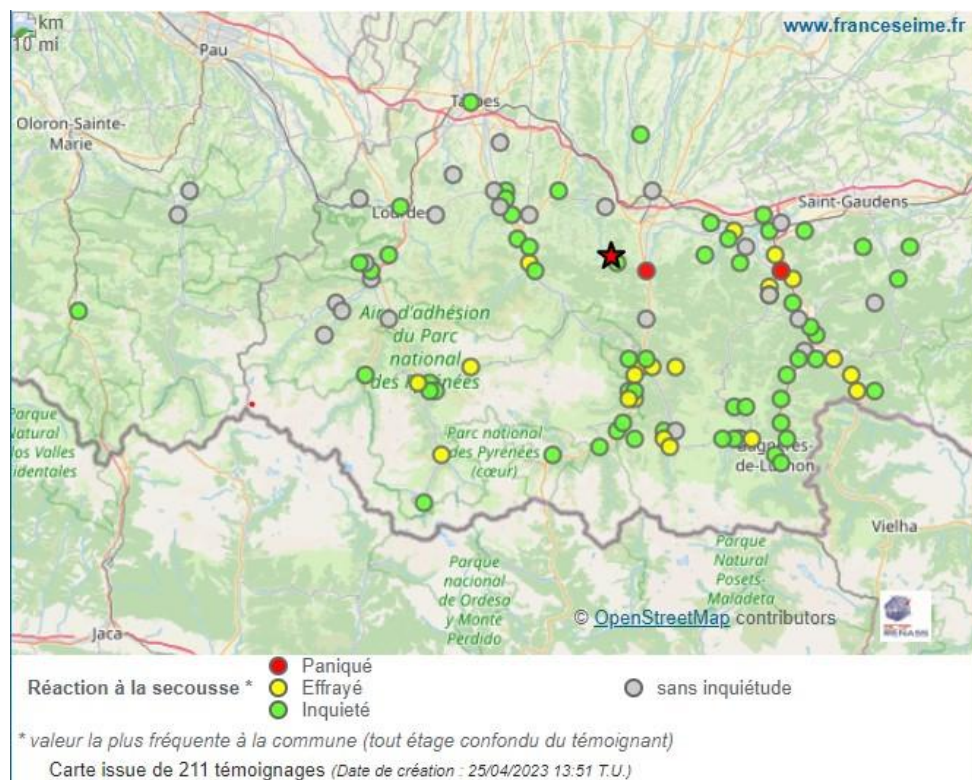 km
www.franceseime.fr
10 mi
Pau
Tarbes
Oloron-Sainte-
Marie
Saint-Gaudens
Lourdes
Aire d'adhésion
du Parc
national
des Pyrénées
Parque
Natural
los Valles
cidentales
Parc national
des Pyrénées
(cœur)
Bagnères-
de-Luchon
Vielha
Parque
nacional
de Ordesa
y Monte
Perdido
Parque
Natural
Posets-
Maladeta
© OpenStreetMap contributors
RENASS
Jaca
Paniqué
Réaction à la secousse *
Effrayé
sans inquiétude
Inquieté
* valeur la plus fréquente à la commune (tout étage confondu du témoignant)
Carte issue de 211 témoignages (Date de création : 25/04/2023 13:51 T.U.)